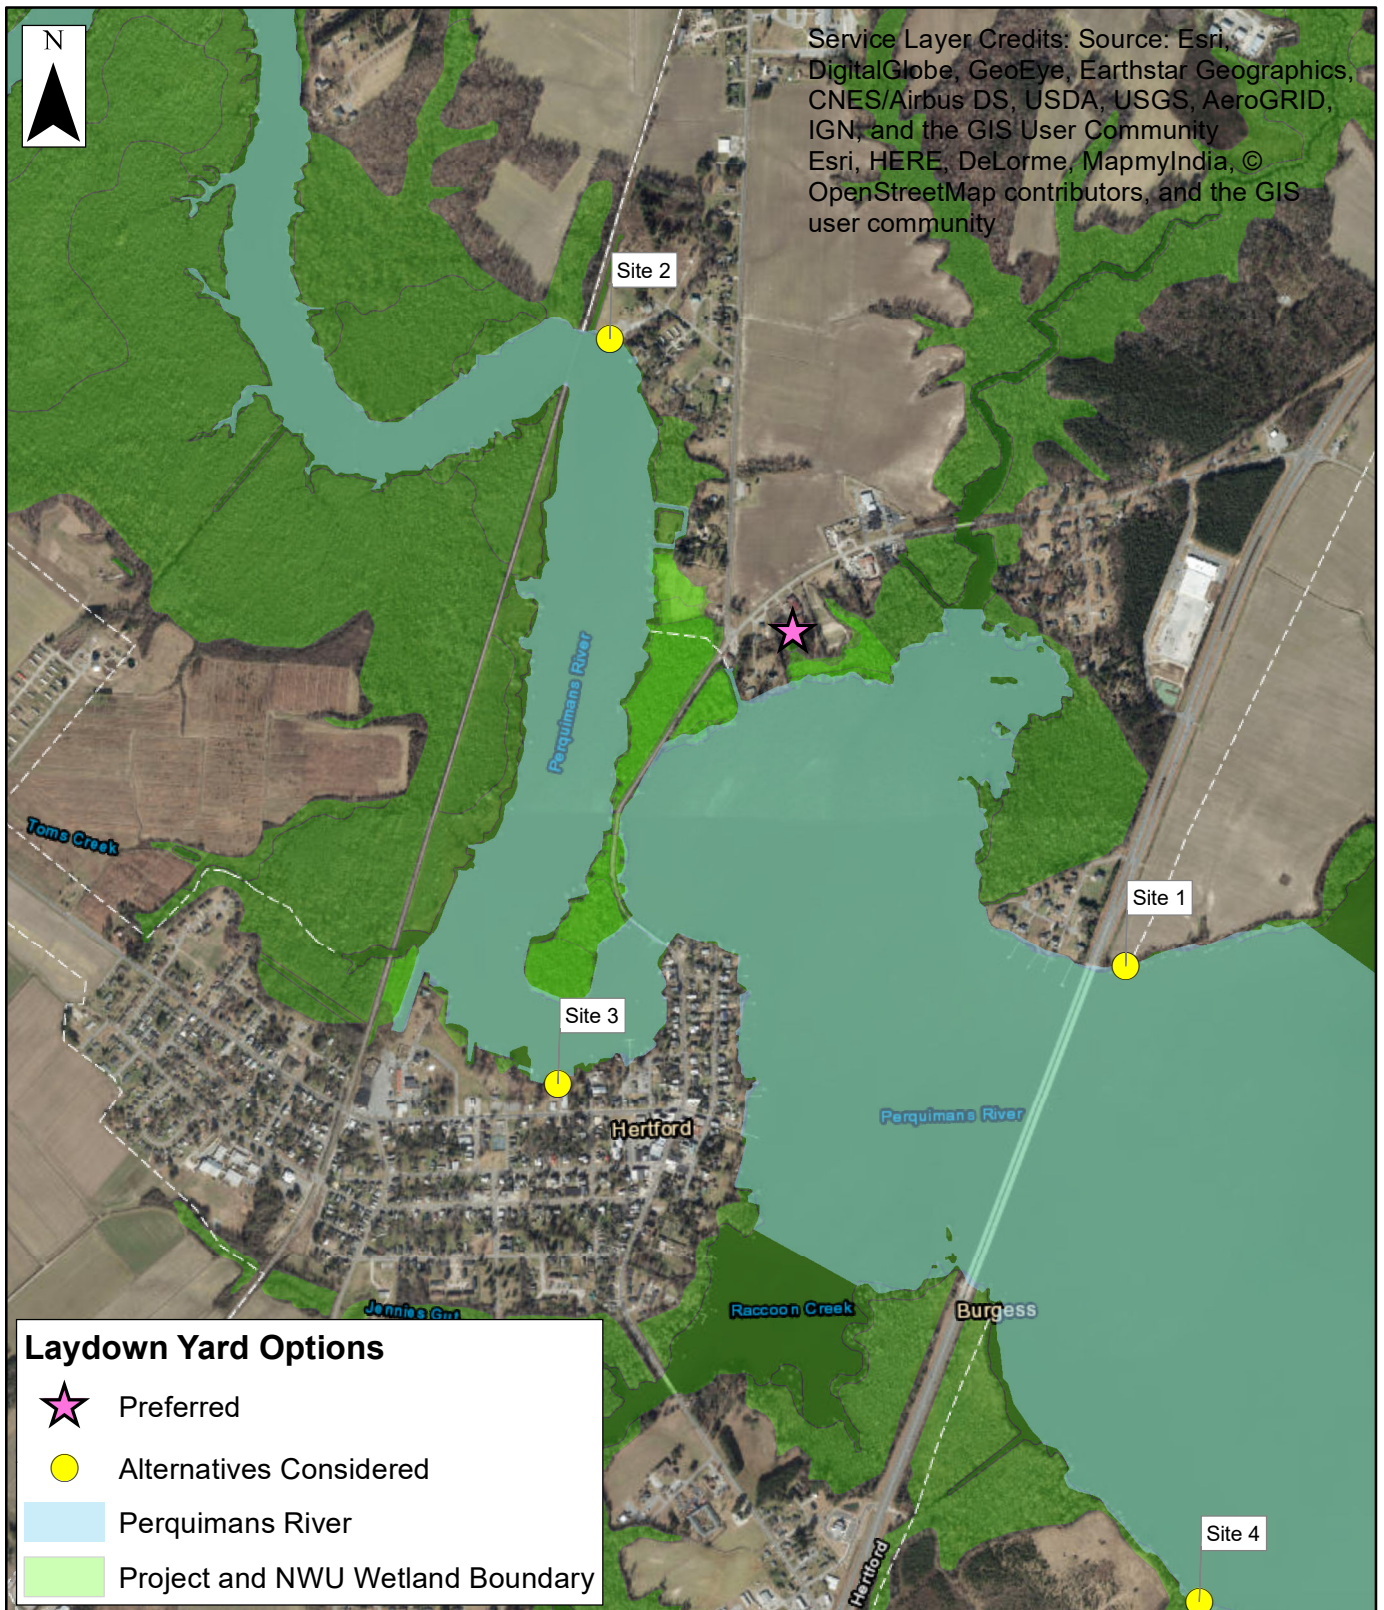 N
Service Layer Credits: Source: Esri,
DigitalGlobe, GeoEye, Earthstar Geographics,
CNES/Airbus DS, USDA, USGS, AeroGRID,
IGN, and the GIS User Community
Esri, HERE, DeLorme, MapmyIndia, ©
OpenStreetMap contributors, and the GIS
user community
Site 2
Perquimans River
Toms Creek
Site 1
Site 3
Perquimans River
Hertford
Raccoon Creek
Burgess
Jennies Gut
Laydown Yard Options
Preferred
Alternatives Considered
Perquimans River
Project and NWU Wetland Boundary
Hertford
Site 4